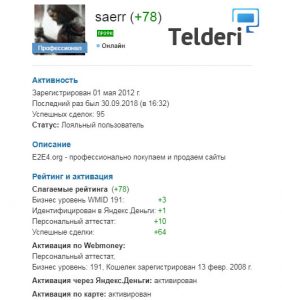 saerr (+78)
PROFI
Онлайн
Telderi
Профессионал
Активность
Зарегистрирован 01 мая 2012 г.
Последний раз был 30.09.2018 (в 16:32)
Успешных сделок: 95
Статус: Лояльный пользователь
Описание
E2E4.org - профессионально покупаем и продаем сайты
Рейтинг и активация
Слагаемые рейтинга (+78)
Бизнес уровень WMID 191: +3
Идентифицирован в Яндекс.Деньги: +1
Персональный аттестат: +10
Успешные сделки: +64
Активация по Webmoney:
Персональный аттестат,
Бизнес уровень: 191, Кошелек зарегистрирован 13 февр. 2008 г.
Активация через Яндекс.Деньги: активирован
Активация по карте: активирован